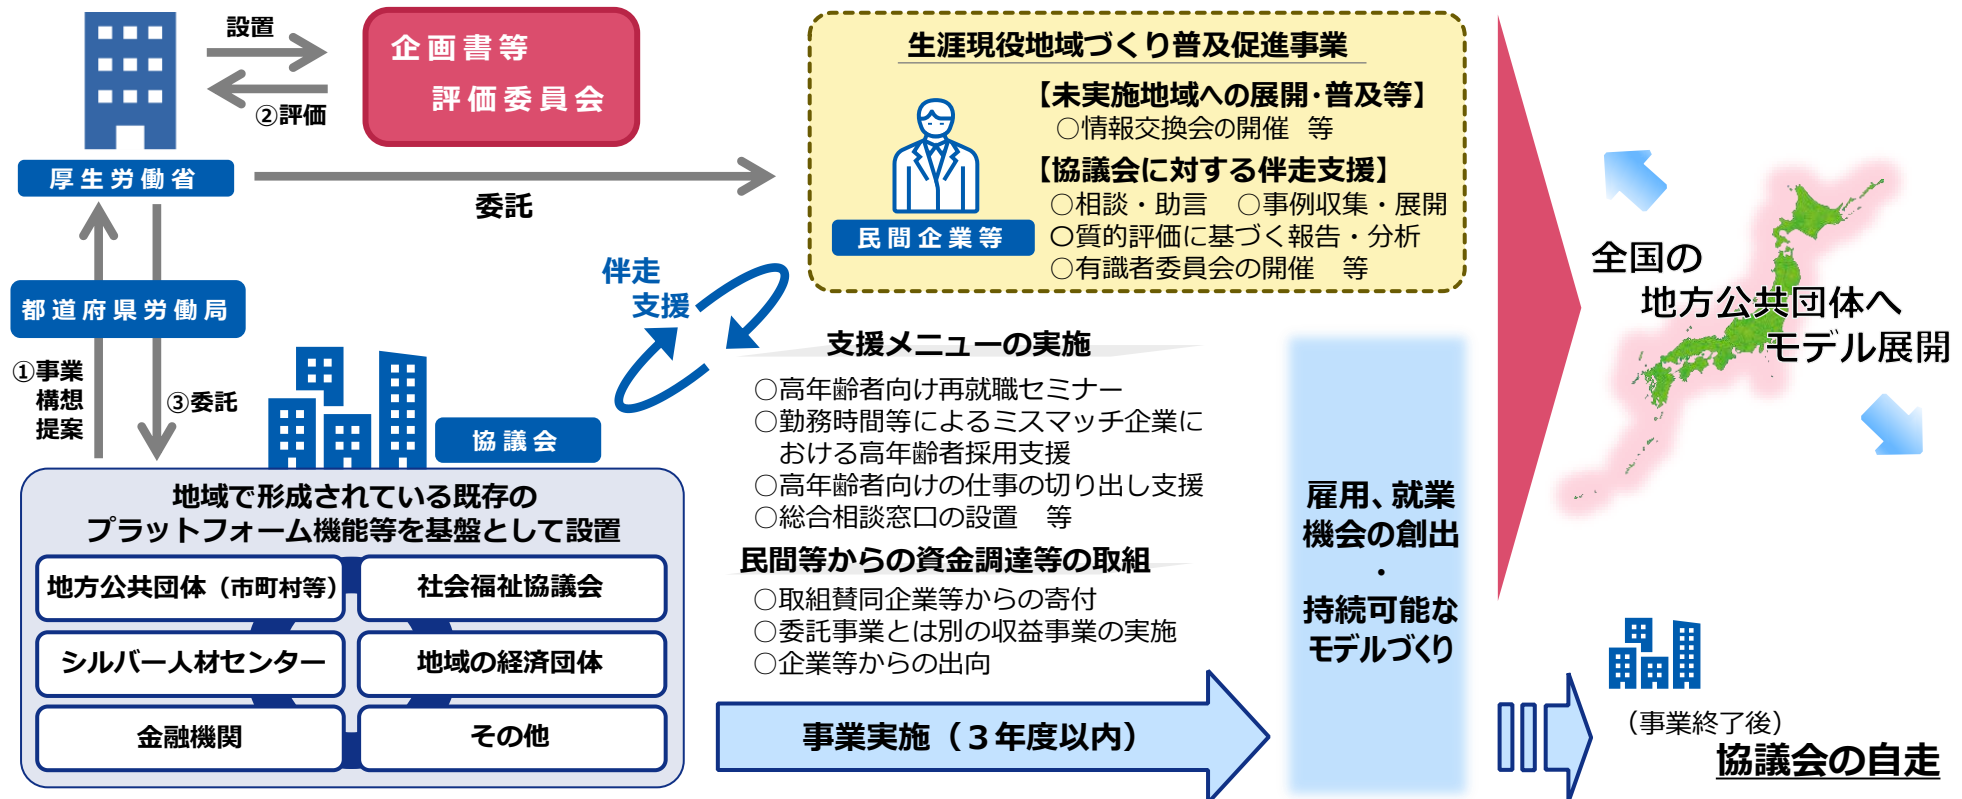 設置
②評価
企画書等
評価委員会
厚生労働省
委託
都道府県労働局
①事業
構想
提案
③委託
伴走
支援
協議会
地域で形成されている既存の
プラットフォーム機能等を基盤として設置
地方公共団体（市町村等）
社会福祉協議会
シルバー人材センター
地域の経済団体
金融機関
その他
生涯現役地域づくり普及促進事業
【未実施地域への展開・普及等】
○情報交換会の開催　等
【協議会に対する伴走支援】
○相談・助言　○事例収集・展開
○質的評価に基づく報告・分析
○有識者委員会の開催　等
民間企業等
支援メニューの実施
○高年齢者向け再就職セミナー
○勤務時間等によるミスマッチ企業に
おける高年齢者採用支援
○高年齢者向けの仕事の切り出し支援
○総合相談窓口の設置　等
民間等からの資金調達等の取組
○取組賛同企業等からの寄付
○委託事業とは別の収益事業の実施
○企業等からの出向
事業実施（３年度以内）
雇用、就業
機会の創出
・
持続可能な
モデルづくり
全国の
地方公共団体へ
モデル展開
（事業終了後）
協議会の自走